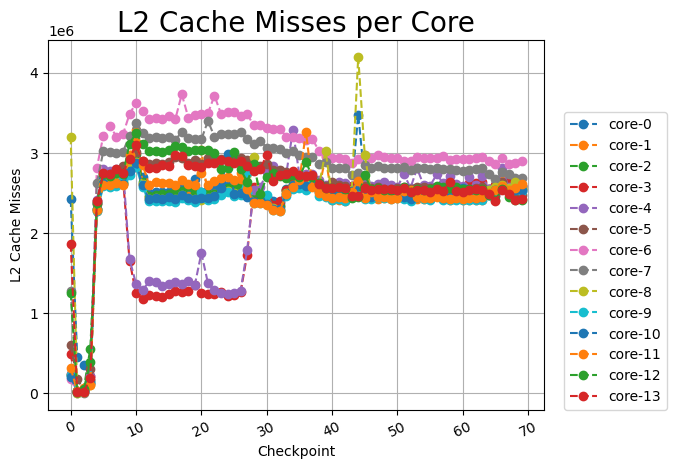 L2 Cache Misses per Core
1e6
4
3
2
1
0
L2 Cache Misses
0
10
20
30
40
50
60
70
Checkpoint
core-0
core-1
core-2
core-3
core-4
core-5
core-6
core-7
core-8
core-9
core-10
core-11
core-12
core-13